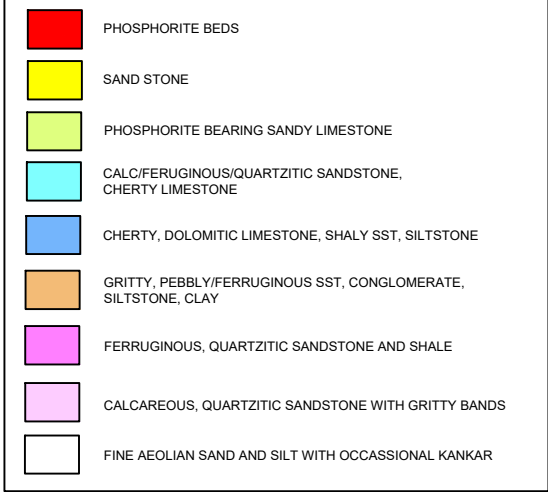 PHOSPHORITE BEDS
SAND STONE
PHOSPHORITE BEARING SANDY LIMESTONE
CALC/FERUGINOUS/QUARTZITIC SANDSTONE,
CHERTY LIMESTONE
CHERTY, DOLOMITIC LIMESTONE, SHALY SST, SILTSTONE
GRITTY, PEBBLY/FERRUGINOUS SST, CONGLOMERATE,
SILTSTONE, CLAY
FERRUGINOUS, QUARTZITIC SANDSTONE AND SHALE
CALCAREOUS, QUARTZITIC SANDSTONE WITH GRITTY BANDS
FINE AEOLIAN SAND AND SILT WITH OCCASSIONAL KANKAR